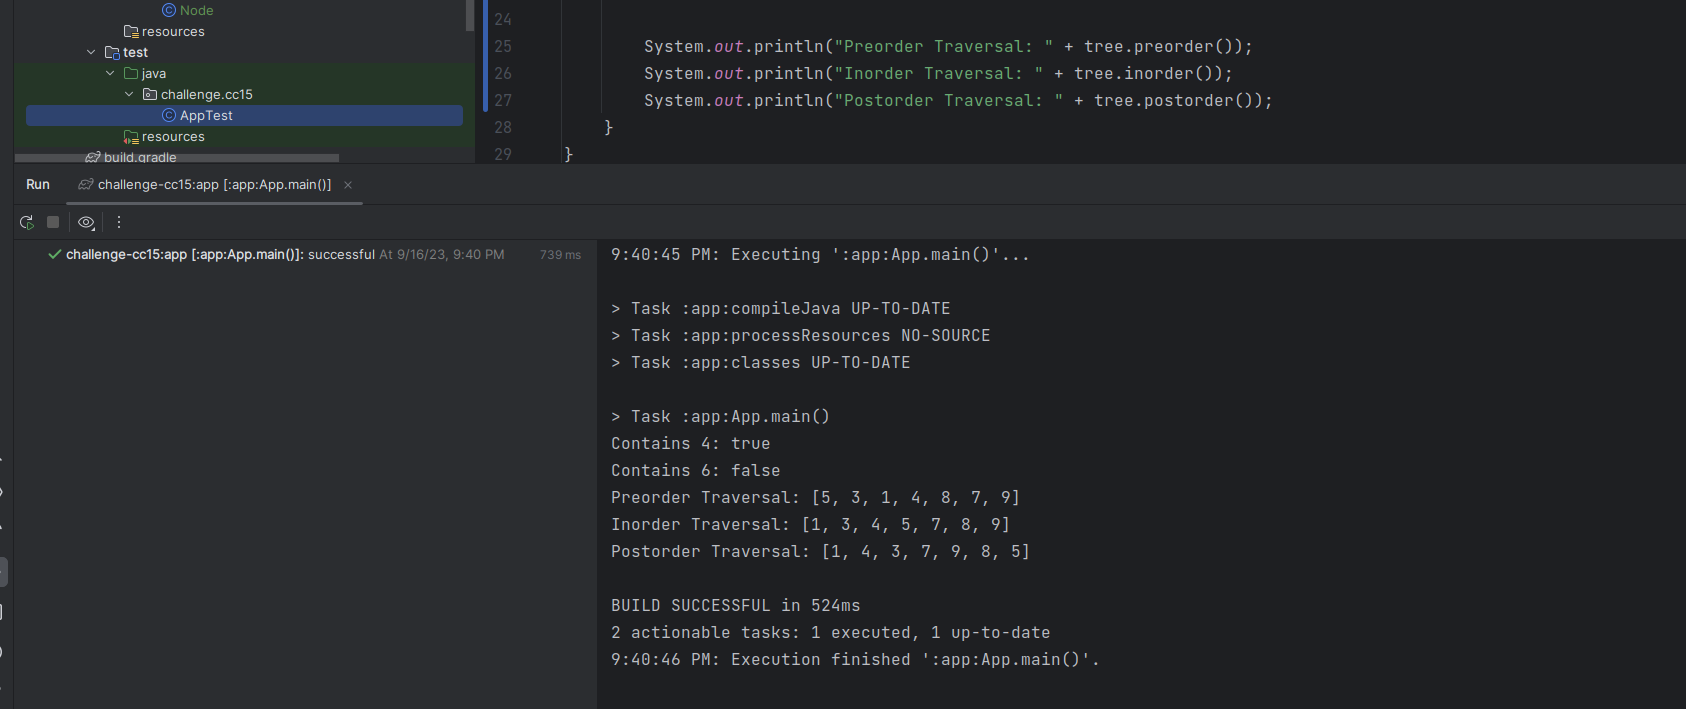 Node
resources
test
java
challenge.cc15
AppTest
resources
build.gradle
24
25 System.out.println("Preorder Traversal: " + tree.preorder());
26 System.out.println("Inorder Traversal: " + tree.inorder());
27 System.out.println("Postorder Traversal: " + tree.postorder());
28 }
29 }
Run challenge-cc15:app [:app:App.main()] ×
challenge-cc15:app [:app:App.main()]: successful At 9/16/23, 9:40 PM 739 ms
9:40:45 PM: Executing ':app:App.main()'...
> Task :app:compileJava UP-TO-DATE
> Task :app:processResources NO-SOURCE
> Task :app:classes UP-TO-DATE
> Task :app:App.main()
Contains 4: true
Contains 6: false
Preorder Traversal: [5, 3, 1, 4, 8, 7, 9]
Inorder Traversal: [1, 3, 4, 5, 7, 8, 9]
Postorder Traversal: [1, 4, 3, 7, 9, 8, 5]
BUILD SUCCESSFUL in 524ms
2 actionable tasks: 1 executed, 1 up-to-date
9:40:46 PM: Execution finished ':app:App.main()'.